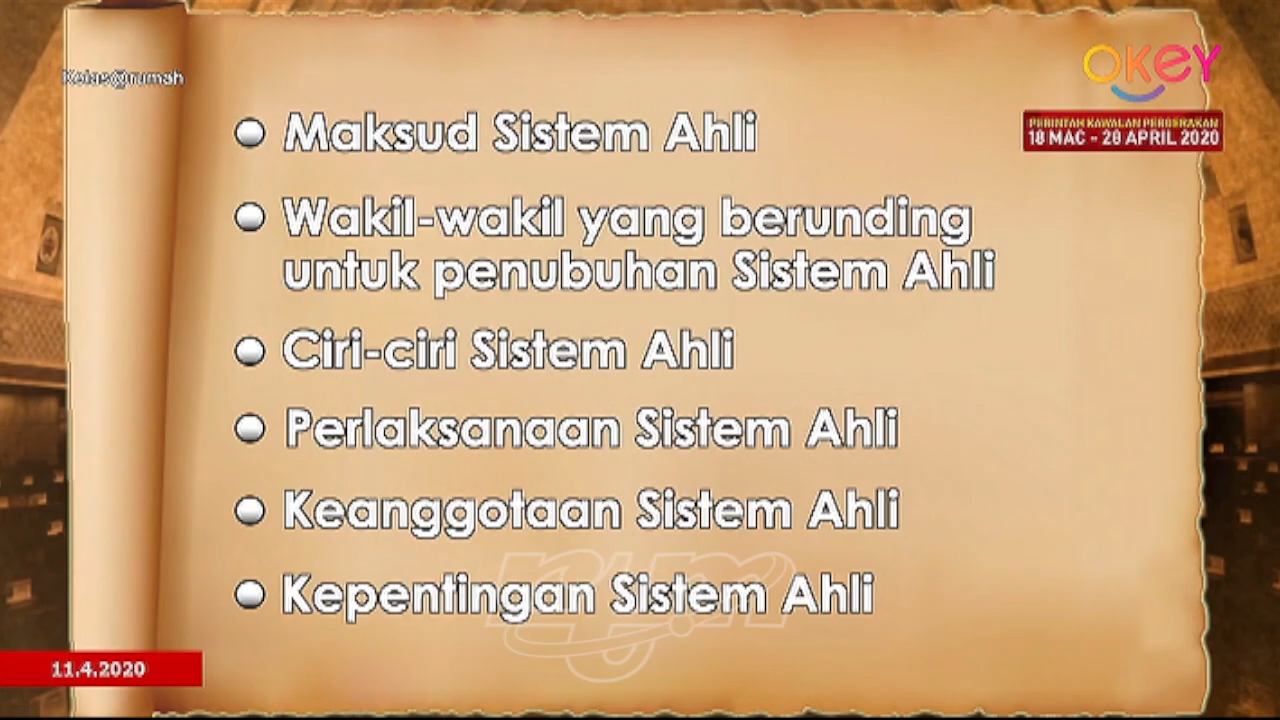 Kelas@rumah
OKeY
PERINTAH KAWALAN PERGERAKAN
18 MAC - 28 APRIL 2020
Maksud Sistem Ahli
Wakil-wakil yang berunding
untuk penubuhan Sistem Ahli
Ciri-ciri Sistem Ahli
Perlaksanaan Sistem Ahli
Keanggotaan Sistem Ahli
Kepentingan Sistem Ahli
rtm
11.4.2020